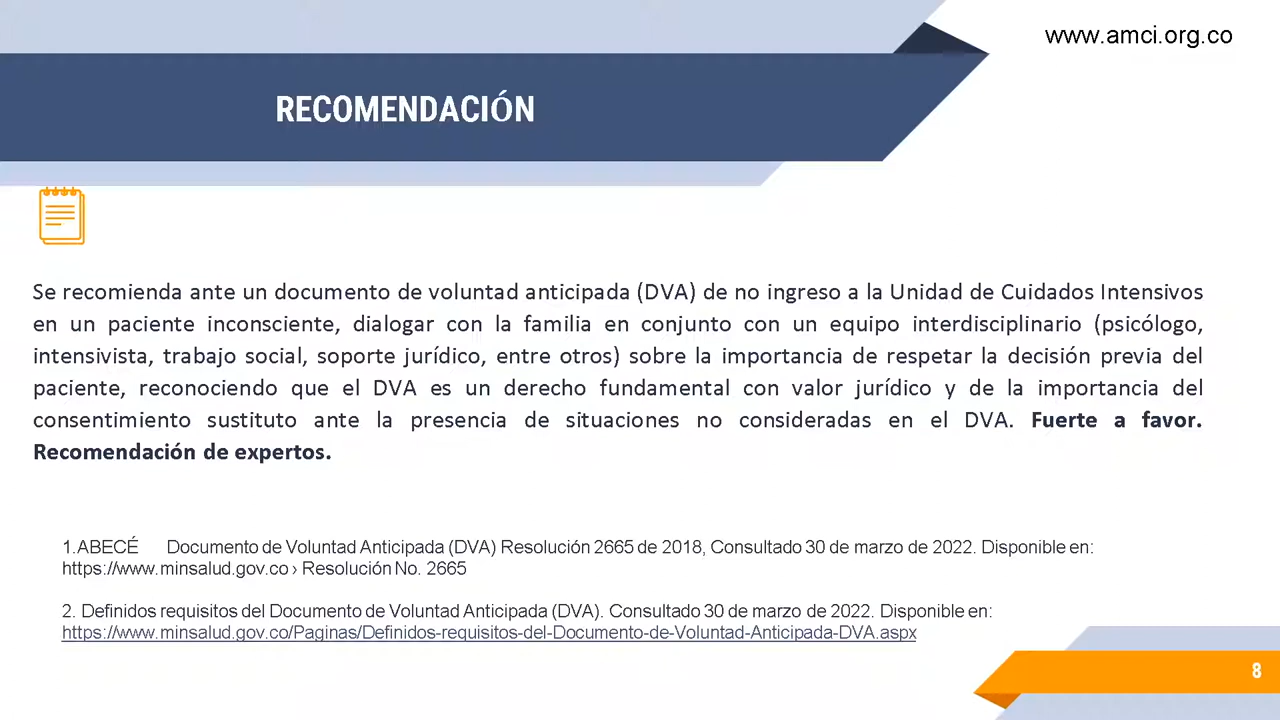 www.amci.org.co
RECOMENDACIÓN
Se recomienda ante un documento de voluntad anticipada (DVA) de no ingreso a la Unidad de Cuidados Intensivos
en un paciente inconsciente, dialogar con la familia en conjunto con un equipo interdisciplinario (psicólogo,
intensivista, trabajo social, soporte jurídico, entre otros) sobre la importancia de respetar la decisión previa del
paciente, reconociendo que el DVA es un derecho fundamental con valor jurídico y de la importancia del
consentimiento sustituto ante la presencia de situaciones no consideradas en el DVA. Fuerte a favor.
Recomendación de expertos.
1.ABECÉ Documento de Voluntad Anticipada (DVA) Resolución 2665 de 2018, Consultado 30 de marzo de 2022. Disponible en:
https://www.minsalud.gov.co › Resolución No. 2665
2. Definidos requisitos del Documento de Voluntad Anticipada (DVA). Consultado 30 de marzo de 2022. Disponible en:
https://www.minsalud.gov.co/Paginas/Definidos-requisitos-del-Documento-de-Voluntad-Anticipada-DVA.aspx
8